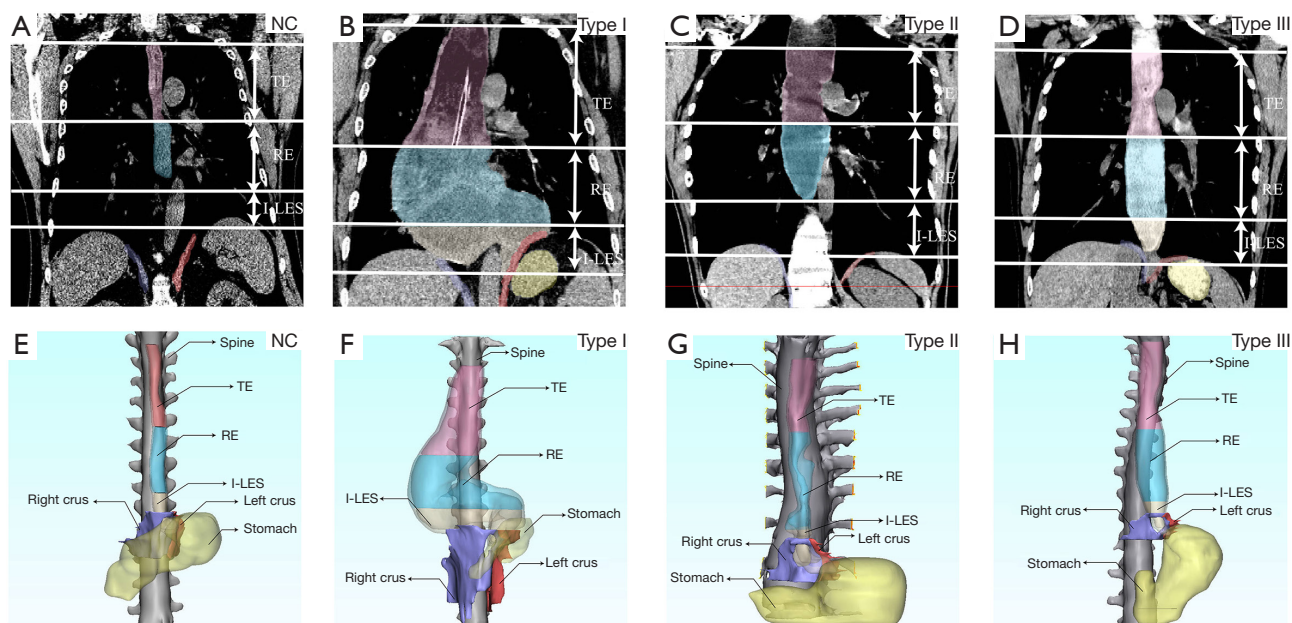 A NC
TE
RE
I-LES
B Type I
TE
RE
I-LES
C Type II
TE
RE
I-LES
D Type III
TE
RE
I-LES
E NC
Spine
TE
RE
I-LES
Right crus
Left crus
Stomach
F Type I
Spine
TE
RE
I-LES
Stomach
Left crus
Right crus
G Type II
Spine
TE
RE
I-LES
Right crus
Left crus
Stomach
H Type III
Spine
TE
RE
I-LES
Right crus
Left crus
Stomach